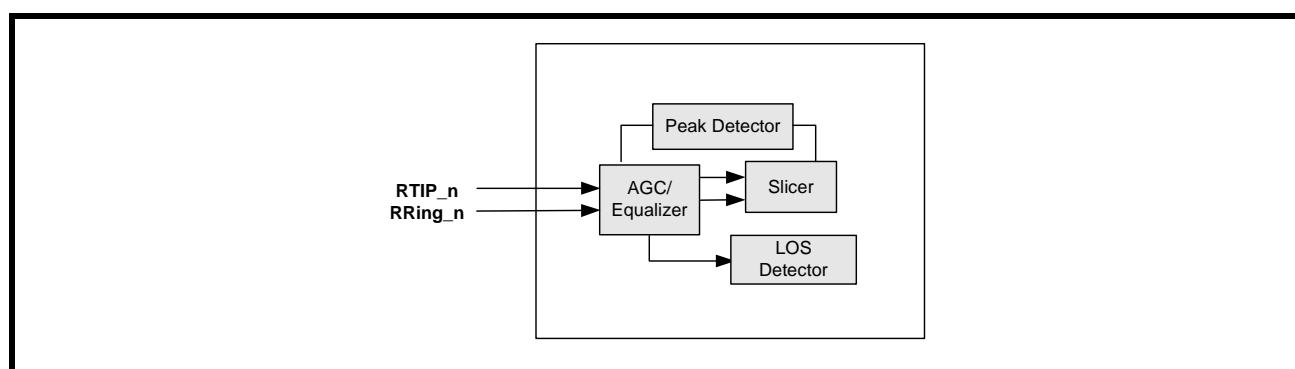 Peak Detector
RTIP_n
RRing_n
AGC/
Equalizer
Slicer
LOS
Detector